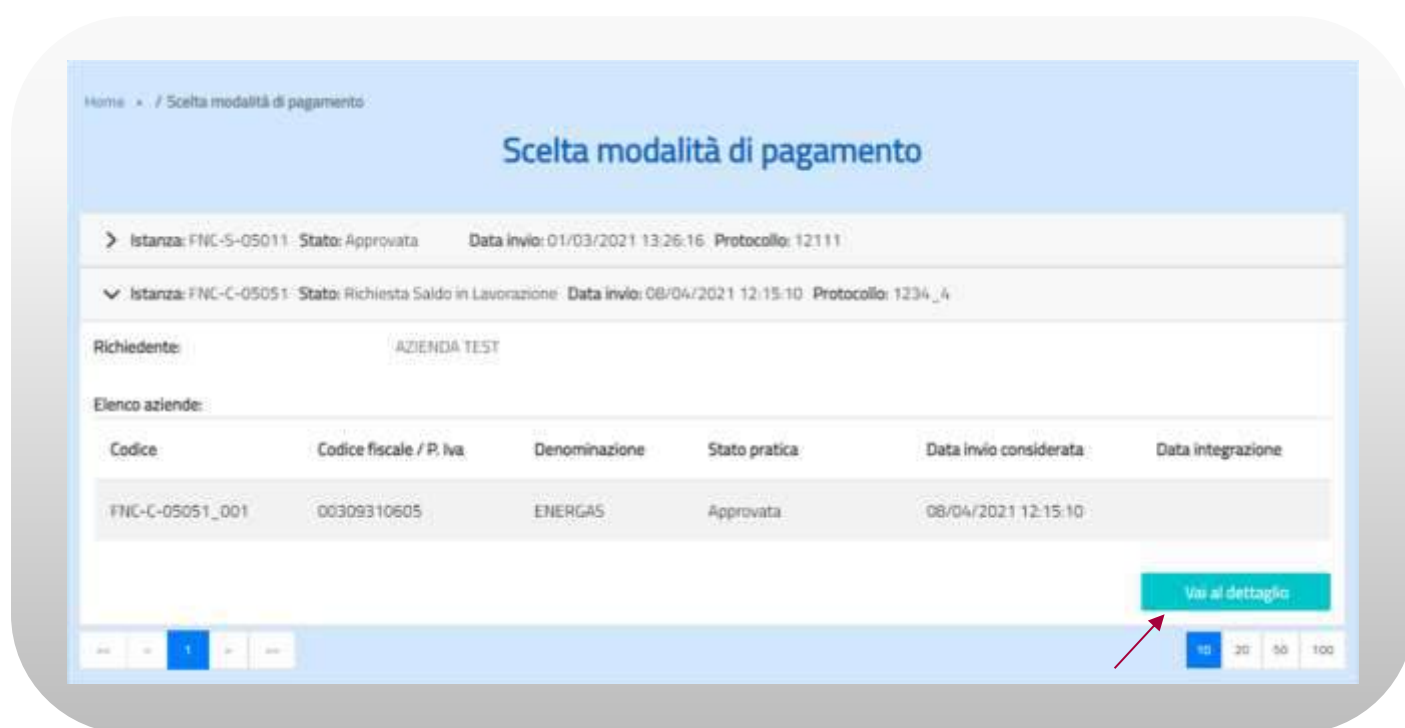 Home / Scelta modalità di pagamento
Scelta modalità di pagamento
Istanza: FNC-S-05011 Stato: Approvata Data invio: 01/03/2021 13:26:16 Protocollo: 12111
Istanza: FNC-C-05051 Stato: Richiesta Saldo in Lavorazione Data invio: 08/04/2021 12:15:10 Protocollo: 1234_4
Richiedente: AZIENDA TEST
Elenco aziende:
Codice Codice fiscale / P. Iva Denominazione Stato pratica Data invio considerata Data integrazione
FNC-C-05051_001 00309310605 ENERGAS Approvata 08/04/2021 12:15:10
Vai al dettaglio
1 10 20 50 100